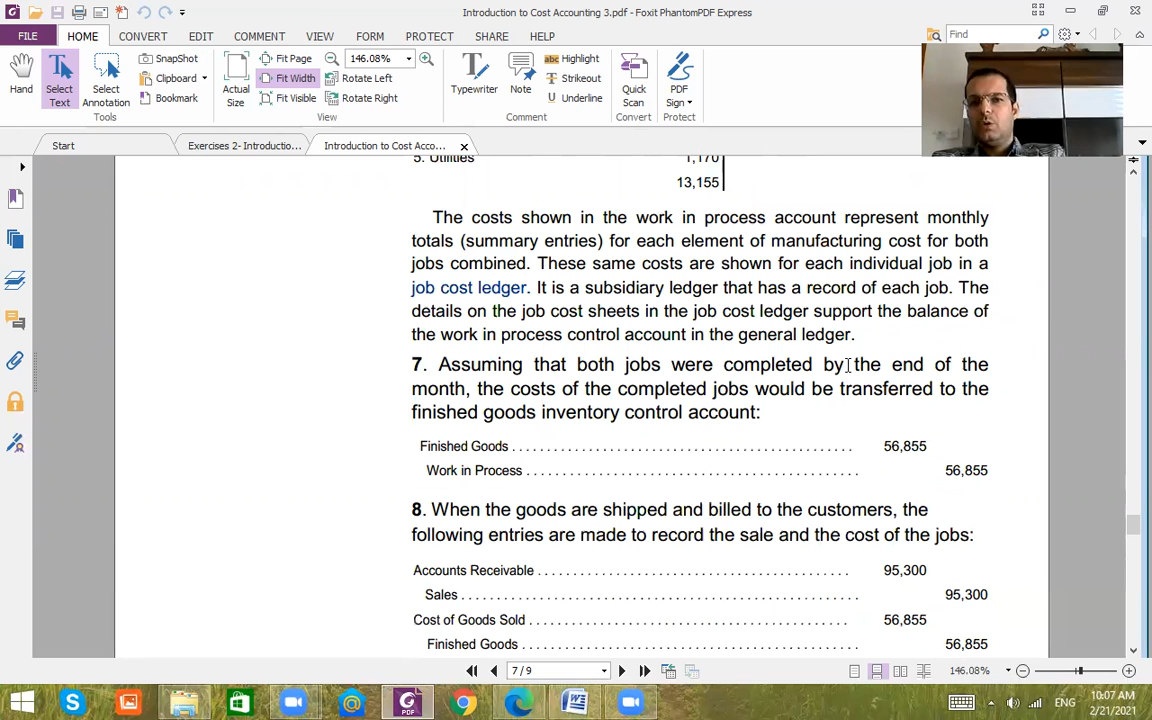 Introduction to Cost Accounting 3.pdf - Foxit PhantomPDF Express
FILE
HOME
CONVERT
EDIT
COMMENT
VIEW
FORM
PROTECT
SHARE
HELP
Find
Hand
Select
Text
Select
Annotation
SnapShot
Clipboard
Bookmark
Tools
Actual
Size
Fit Page
Fit Width
Fit Visible
146.08%
Rotate Left
Rotate Right
View
Typewriter
Note
Highlight
Strikeout
Underline
Comment
Quick
Scan
Convert
PDF
Sign
Protect
Start
Exercises 2- Introductio...
Introduction to Cost Acco...
5. Utilities 1,170
13,155
The costs shown in the work in process account represent monthly
totals (summary entries) for each element of manufacturing cost for both
jobs combined. These same costs are shown for each individual job in a
job cost ledger. It is a subsidiary ledger that has a record of each job. The
details on the job cost sheets in the job cost ledger support the balance of
the work in process control account in the general ledger.
7. Assuming that both jobs were completed by the end of the
month, the costs of the completed jobs would be transferred to the
finished goods inventory control account:
Finished Goods . . . . . . . . . . . . . . . . . . . . . . . . . . . . . . . . . . . . . . . . . . 56,855
Work in Process . . . . . . . . . . . . . . . . . . . . . . . . . . . . . . . . . . . . . . . . . . 56,855
8. When the goods are shipped and billed to the customers, the
following entries are made to record the sale and the cost of the jobs:
Accounts Receivable . . . . . . . . . . . . . . . . . . . . . . . . . . . . . . . . . . . . . . 95,300
Sales . . . . . . . . . . . . . . . . . . . . . . . . . . . . . . . . . . . . . . . . . . . . . . . . . 95,300
Cost of Goods Sold . . . . . . . . . . . . . . . . . . . . . . . . . . . . . . . . . . . . . . . 56,855
Finished Goods . . . . . . . . . . . . . . . . . . . . . . . . . . . . . . . . . . . . . . . . . 56,855
7 / 9
146.08%
PDF
ENG
10:07 AM
2/21/2021